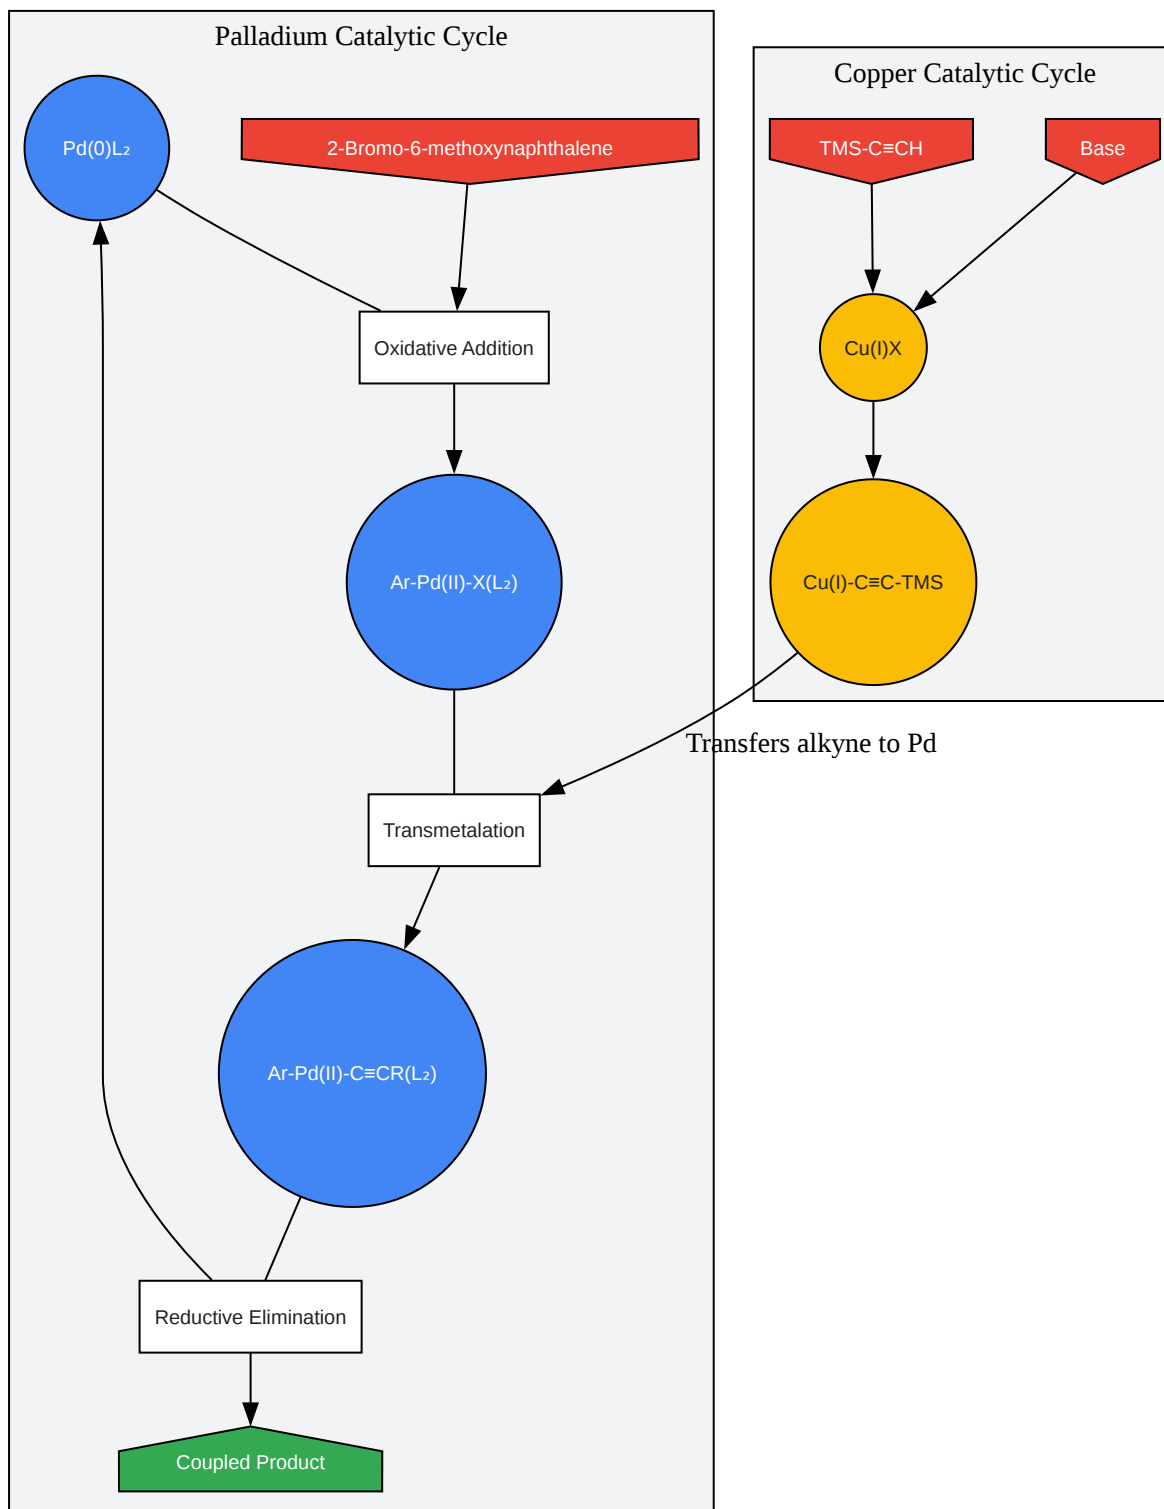 Palladium Catalytic Cycle
Pd(0)L₂
2-Bromo-6-methoxynaphthalene
Oxidative Addition
Ar-Pd(II)-X(L₂)
Transmetalation
Ar-Pd(II)-C≡CR(L₂)
Reductive Elimination
Coupled Product
Copper Catalytic Cycle
TMS-C≡CH
Base
Cu(I)X
Cu(I)-C≡C-TMS
Transfers alkyne to Pd